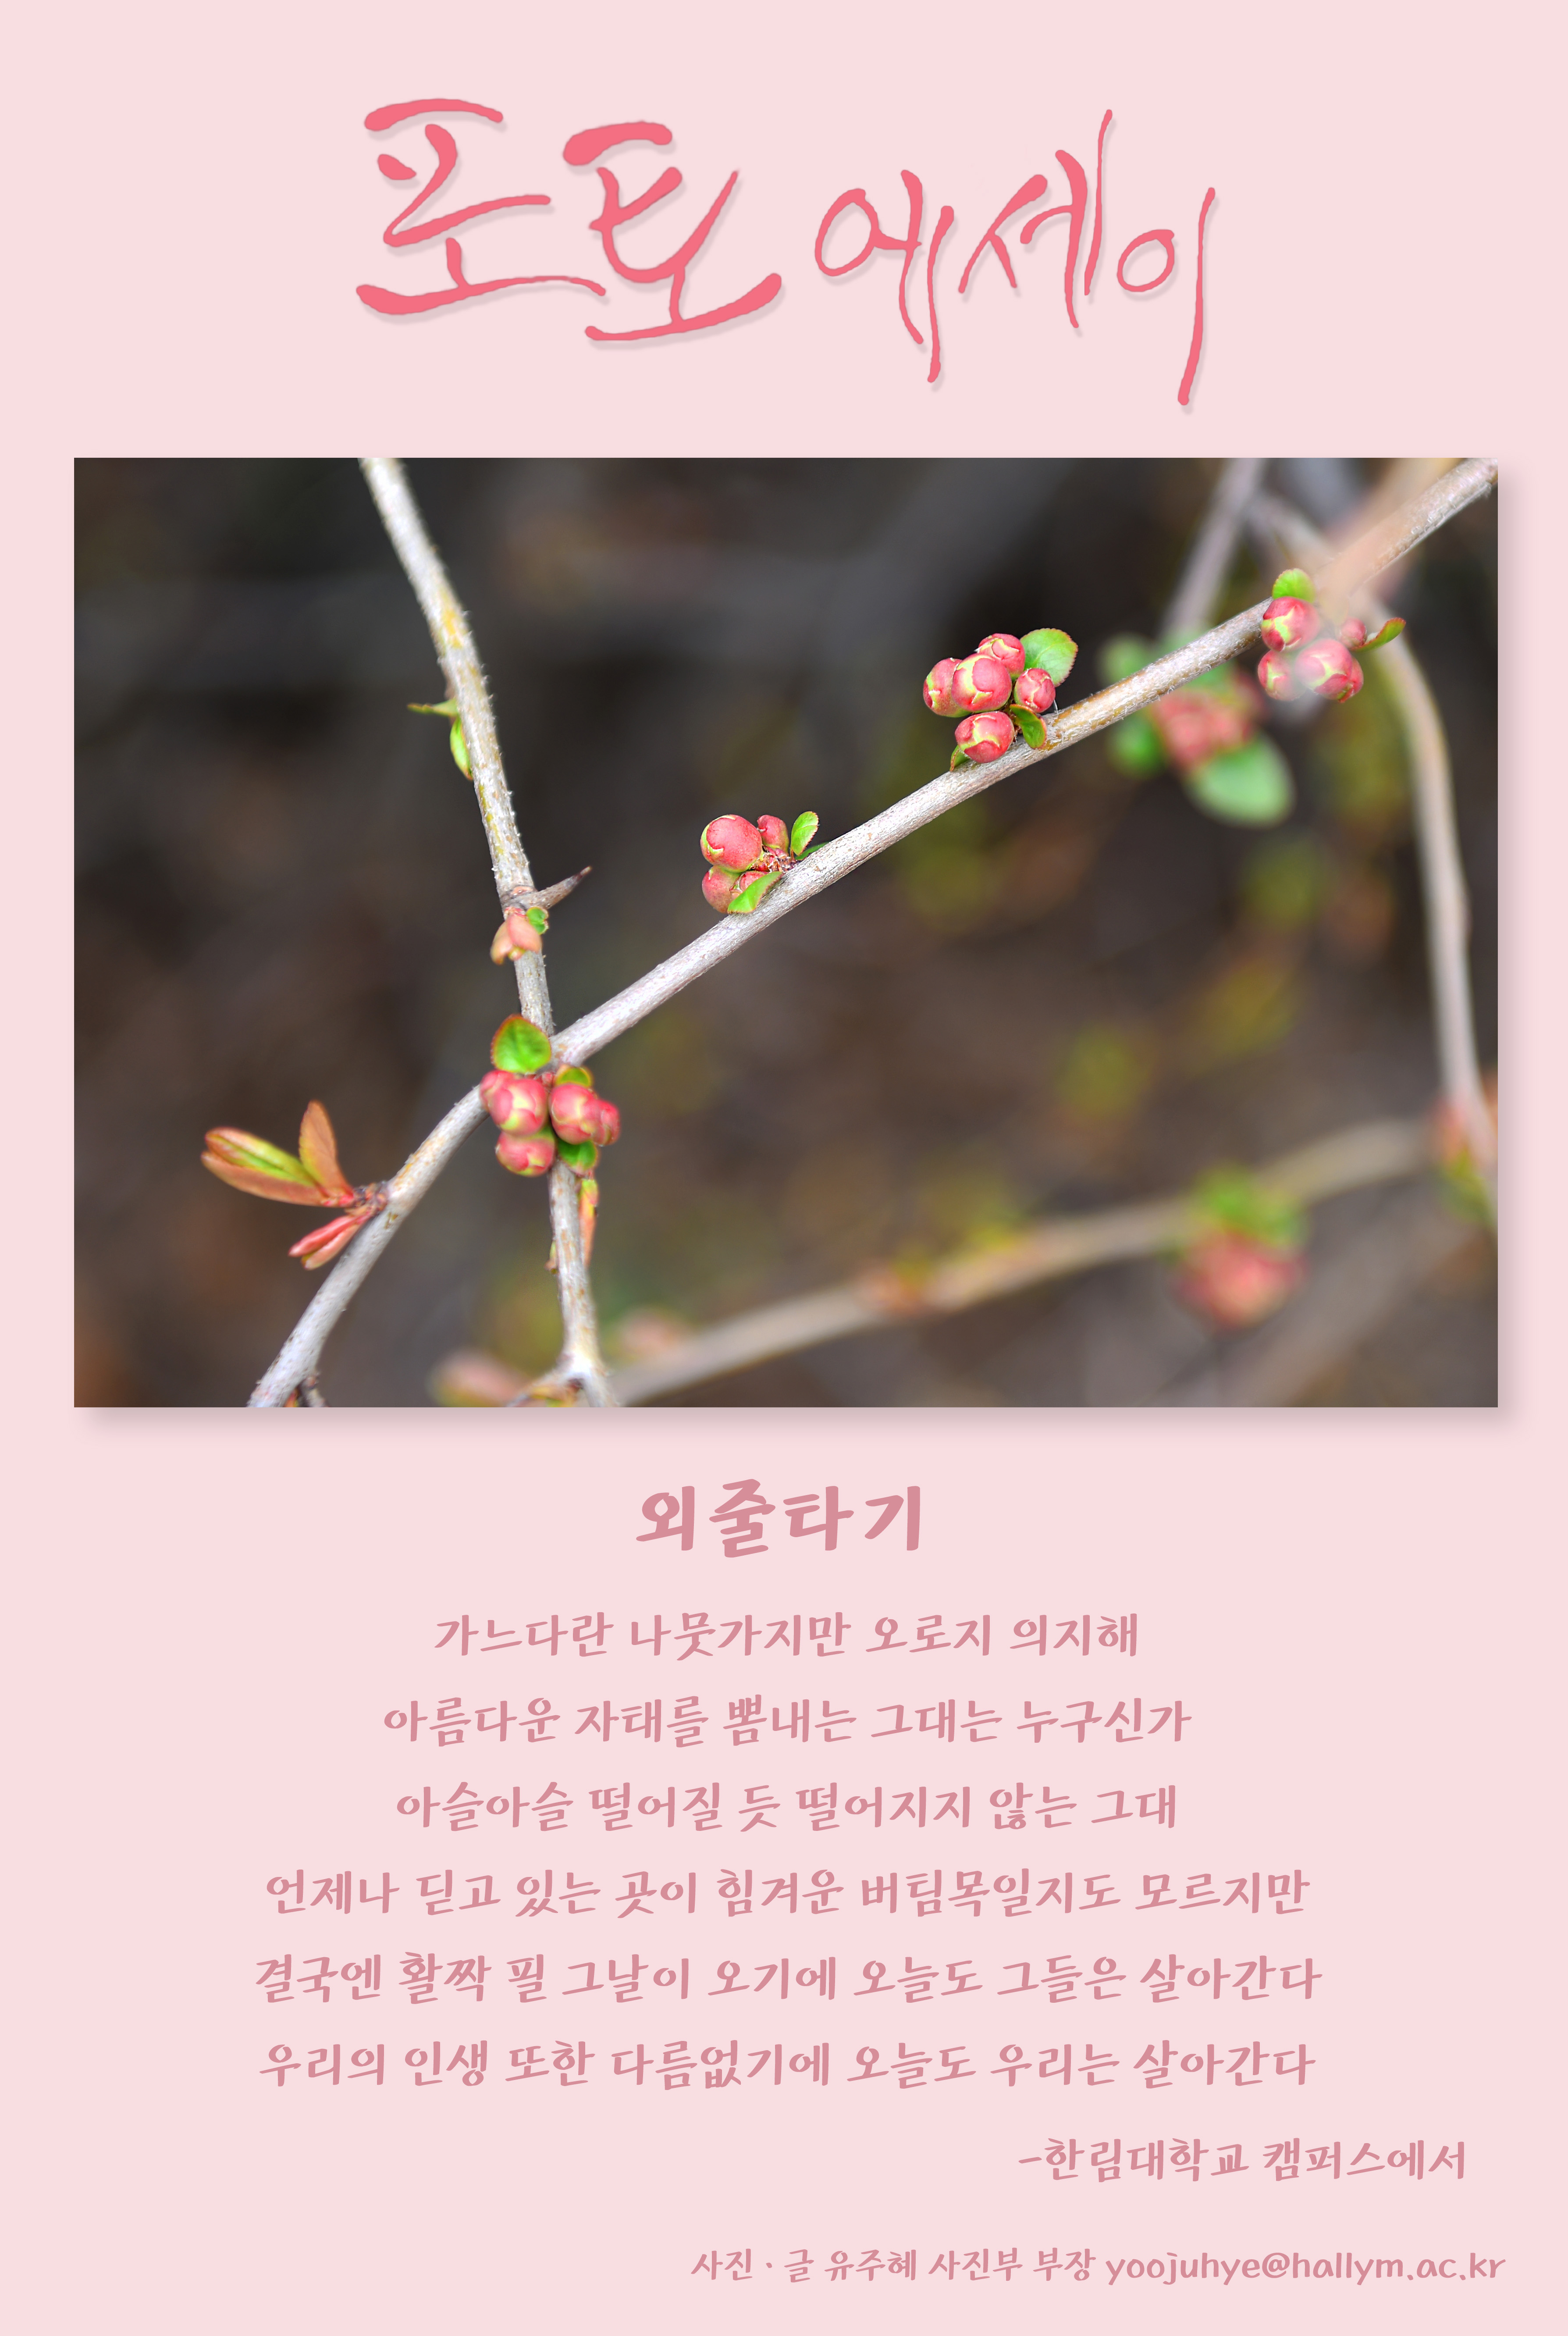 포토 에세이
외줄타기
가느다란 나뭇가지만 오로지 의지해
아름다운 자태를 뽐내는 그대는 누구신가
아슬아슬 떨어질 듯 떨어지지 않는 그대
언제나 딛고 있는 곳이 힘겨운 버팀목일지도 모르지만
결국엔 활짝 필 그날이 오기에 오늘도 그들은 살아간다
우리의 인생 또한 다름없기에 오늘도 우리는 살아간다
-한림대학교 캠퍼스에서
사진 · 글 유주혜 사진부 부장 yoojuhye@hallym.ac.kr